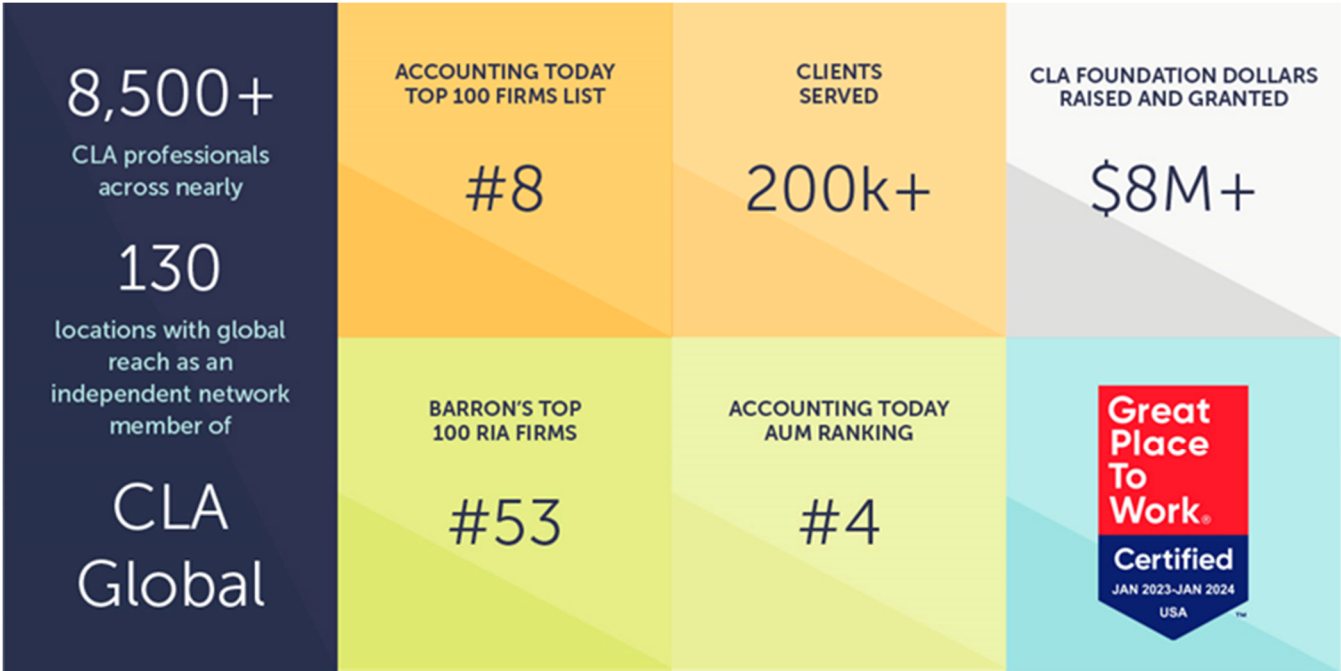 8,500+
CLA professionals
across nearly
130
locations with global
reach as an
independent network
member of
CLA
Global
ACCOUNTING TODAY
TOP 100 FIRMS LIST
#8
CLIENTS
SERVED
200k+
CLA FOUNDATION DOLLARS
RAISED AND GRANTED
$8M+
BARRON’S TOP
100 RIA FIRMS
#53
ACCOUNTING TODAY
AUM RANKING
#4
Great
Place
To
Work®
Certified
JAN 2023-JAN 2024
USA
™